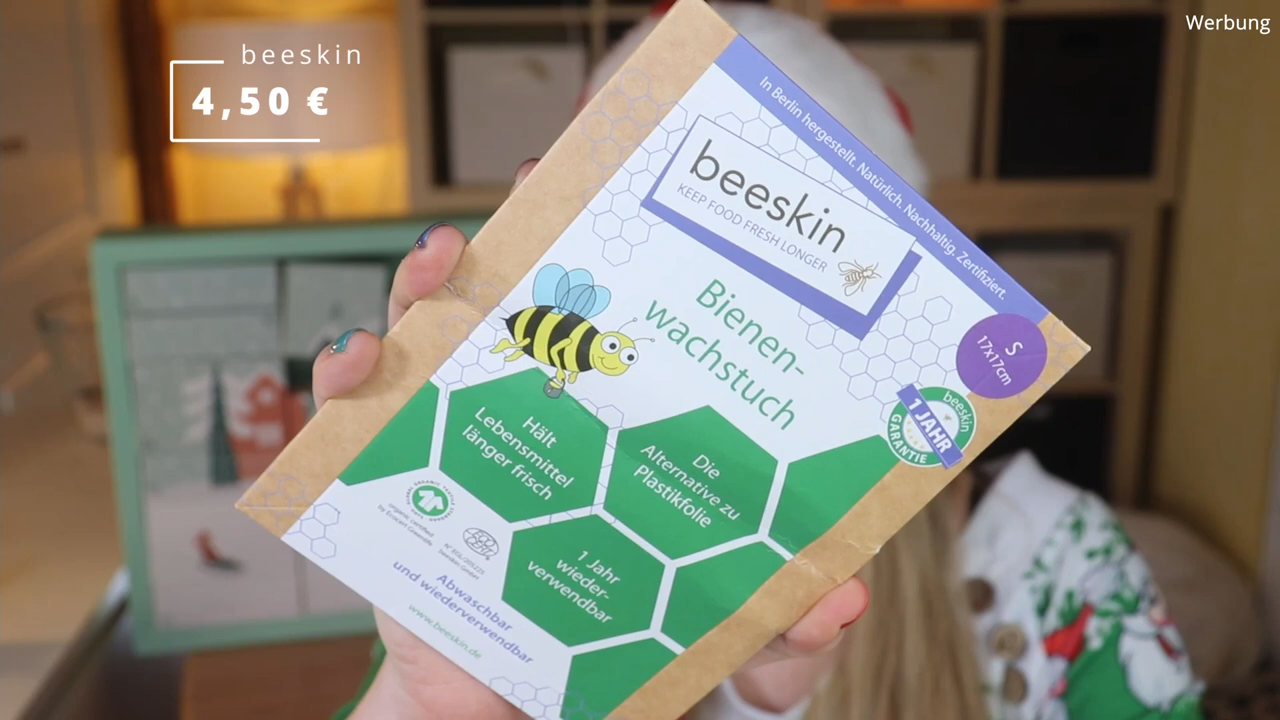 Werbung
beeskin
4,50 €
In Berlin hergestellt. Natürlich. Nachhaltig. Zertifiziert.
beeskin
KEEP FOOD FRESH LONGER
Bienen-
wachstuch
S
17x17cm
beeskin
1 JAHR
GARANTIE
Hält
Lebensmittel
länger frisch
Die
Alternative zu
Plastikfolie
1 Jahr
wieder-
verwendbar
organic certified
Abwaschbar
und wiederverwendbar
www.beeskin.de